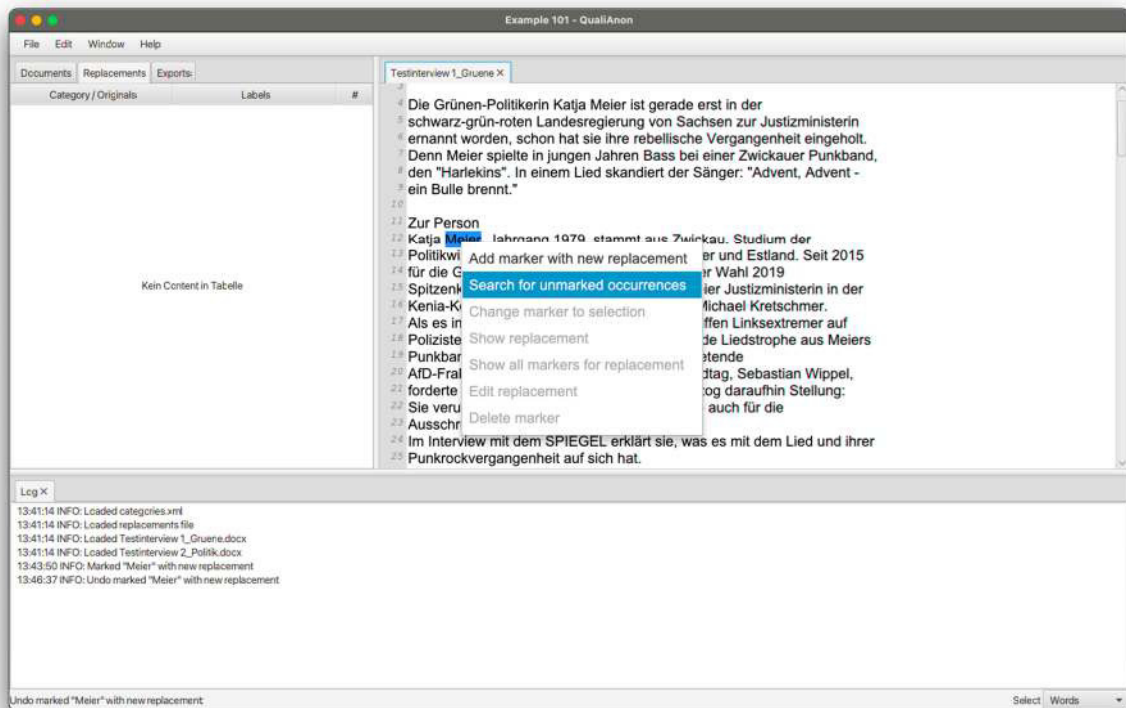 Example 101 - QualiAnon
File Edit Window Help
Documents Replacements Exports
Category / Originals Labels #
Kein Content in Tabelle
Testinterview 1_Gruene ×
3
4 Die Grünen-Politikerin Katja Meier ist gerade erst in der
5 schwarz-grün-roten Landesregierung von Sachsen zur Justizministerin
6 ernannt worden, schon hat sie ihre rebellische Vergangenheit eingeholt.
7 Denn Meier spielte in jungen Jahren Bass bei einer Zwickauer Punkband,
8 den "Harlekins". In einem Lied skandiert der Sänger: "Advent, Advent -
9 ein Bulle brennt."
10
11 Zur Person
12 Katja Meier, Jahrgang 1979, stammt aus Zwickau. Studium der
13 Politikwi er und Estland. Seit 2015
14 für die G r Wahl 2019
15 Spitzenk ier Justizministerin in der
16 Kenia-Ko Michael Kretschmer.
17 Als es in ffen Linksextremer auf
18 Poliziste de Liedstrophe aus Meiers
19 Punkbar etende
20 AfD-Frak dtag, Sebastian Wippel,
21 forderte og daraufhin Stellung:
22 Sie veru auch für die
23 Ausschr
24 Im Interview mit dem SPIEGEL erklärt sie, was es mit dem Lied und ihrer
25 Punkrockvergangenheit auf sich hat.
Add marker with new replacement
Search for unmarked occurrences
Change marker to selection
Show replacement
Show all markers for replacement
Edit replacement
Delete marker
Log ×
13:41:14 INFO: Loaded categories.xml
13:41:14 INFO: Loaded replacements file
13:41:14 INFO: Loaded Testinterview 1_Gruene.docx
13:41:14 INFO: Loaded Testinterview 2_Politik.docx
13:43:50 INFO: Marked "Meier" with new replacement
13:46:37 INFO: Undo marked "Meier" with new replacement
Undo marked "Meier" with new replacement
Select Words